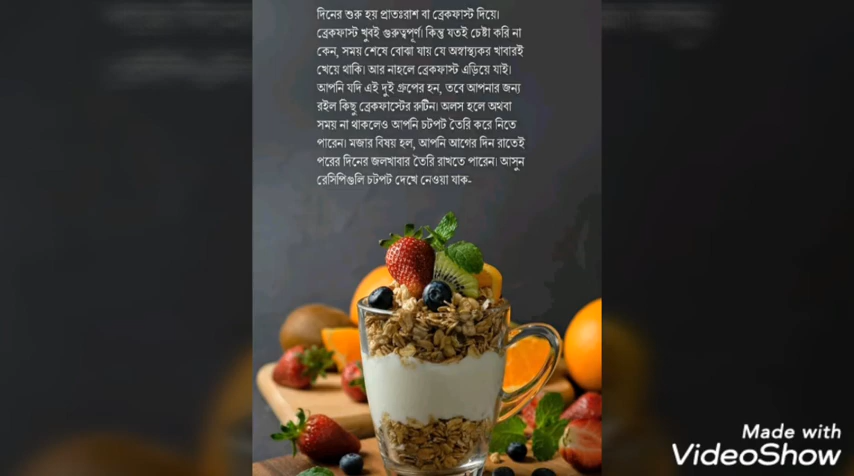 দিনের শুরু হয় প্রাতঃরাশ বা ব্রেকফাস্ট দিয়ে।
ব্রেকফাস্ট খুবই গুরুত্বপূর্ণ। কিন্তু যতই চেষ্টা করি না
কেন, সময় শেষে বোঝা যায় যে অস্বাস্থ্যকর খাবারই
খেয়ে থাকি। আর নাহলে ব্রেকফাস্ট এড়িয়ে যাই।
আপনি যদি এই দুই গ্রুপের হন, তবে আপনার জন্য
রইল কিছু ব্রেকফাস্টের রুটিন। অলস হলে অথবা
সময় না থাকলেও আপনি চটপট তৈরি করে নিতে
পারেন। মজার বিষয় হল, আপনি আগের দিন রাতেই
পরের দিনের জলখাবার তৈরি রাখতে পারেন। আসুন
রেসিপিগুলি চটপট দেখে নেওয়া যাক-
Made with
VideoShow